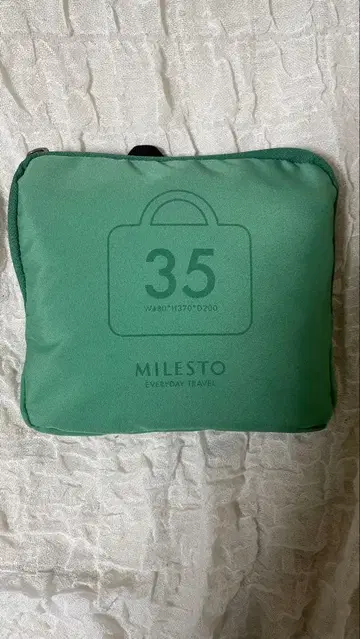 35
W480*H370*D200
MILESTO
EVERYDAY TRAVEL